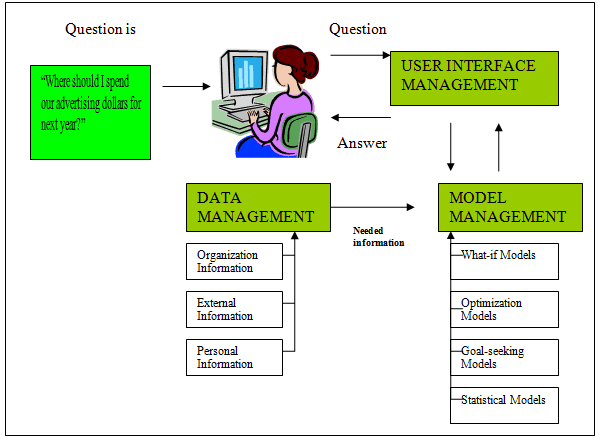 Question is
Question
"Where should I spend
our advertising dollars for
next year?"
USER INTERFACE
MANAGEMENT
Answer
DATA
MANAGEMENT
Needed
information
MODEL
MANAGEMENT
Organization
Information
External
Information
Personal
Information
What-if Models
Optimization
Models
Goal-seeking
Models
Statistical Models